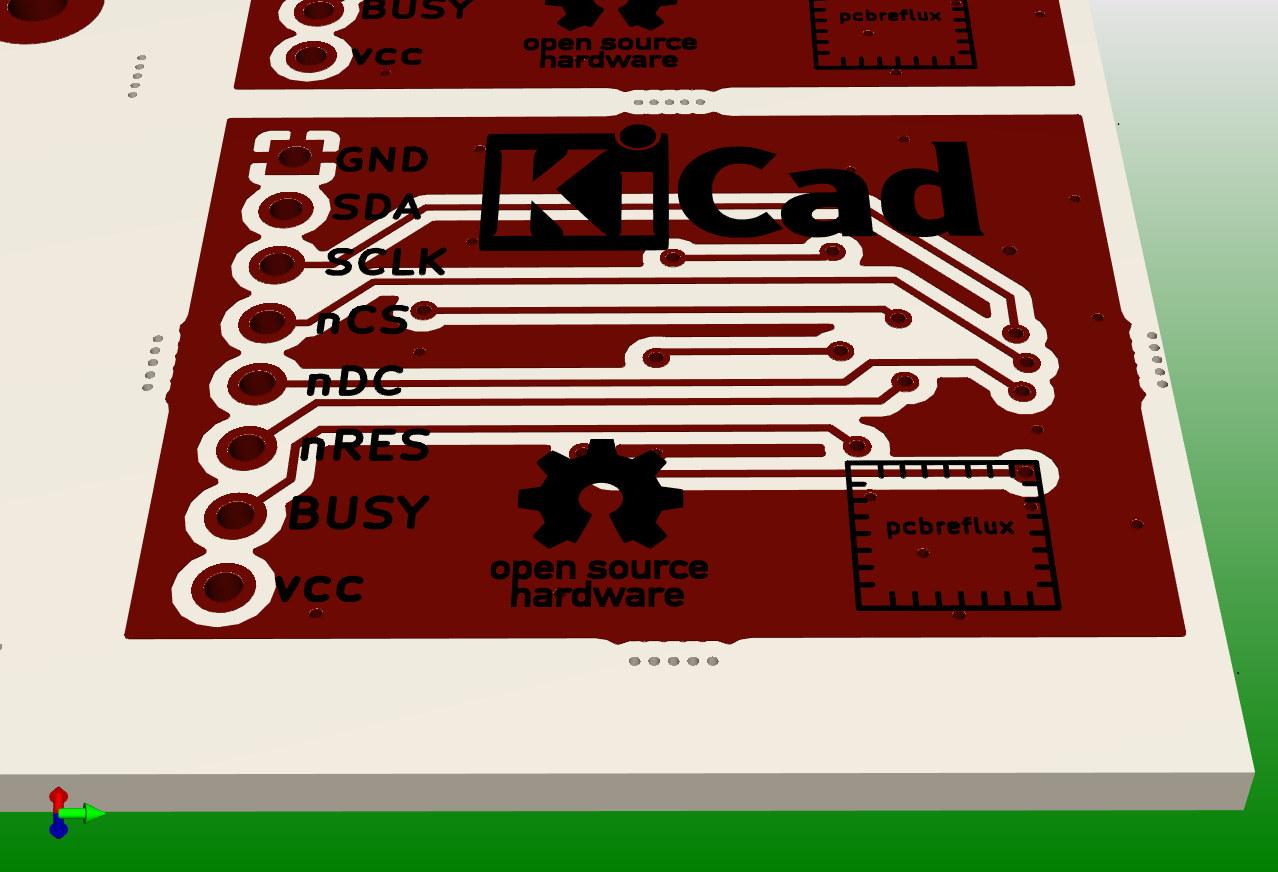 BUSY
VCC
open source
hardware
pcbreflux
GND
SDA
SCLK
nCS
nDC
nRES
BUSY
VCC
KiCad
open source
hardware
pcbreflux